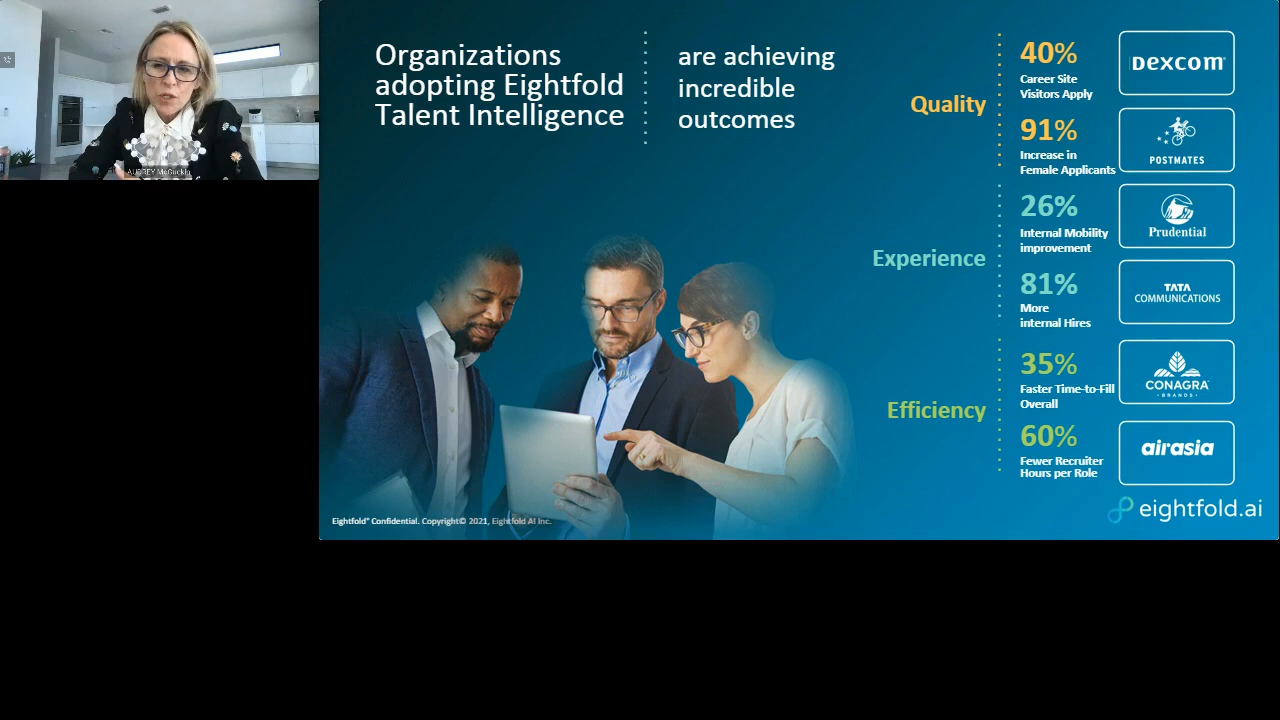 AUDREY McGuckin
Organizations
adopting Eightfold
Talent Intelligence
are achieving
incredible
outcomes
Quality
40%
Career Site
Visitors Apply
Dexcom
91%
Increase in
Female Applicants
POSTMATES
Experience
26%
Internal Mobility
improvement
Prudential
81%
More
internal Hires
TATA
COMMUNICATIONS
Efficiency
35%
Faster Time-to-Fill
Overall
CONAGRA
BRANDS
60%
Fewer Recruiter
Hours per Role
airasia
eightfold.ai
Eightfold® Confidential. Copyright© 2021, Eightfold AI Inc.